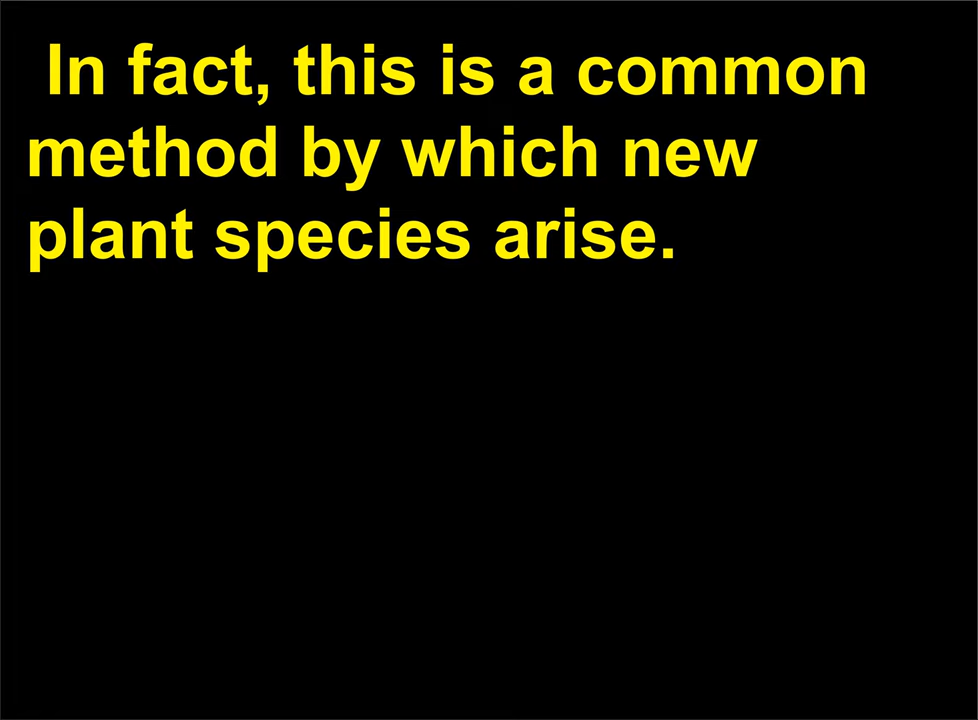 In fact, this is a common
method by which new
plant species arise.